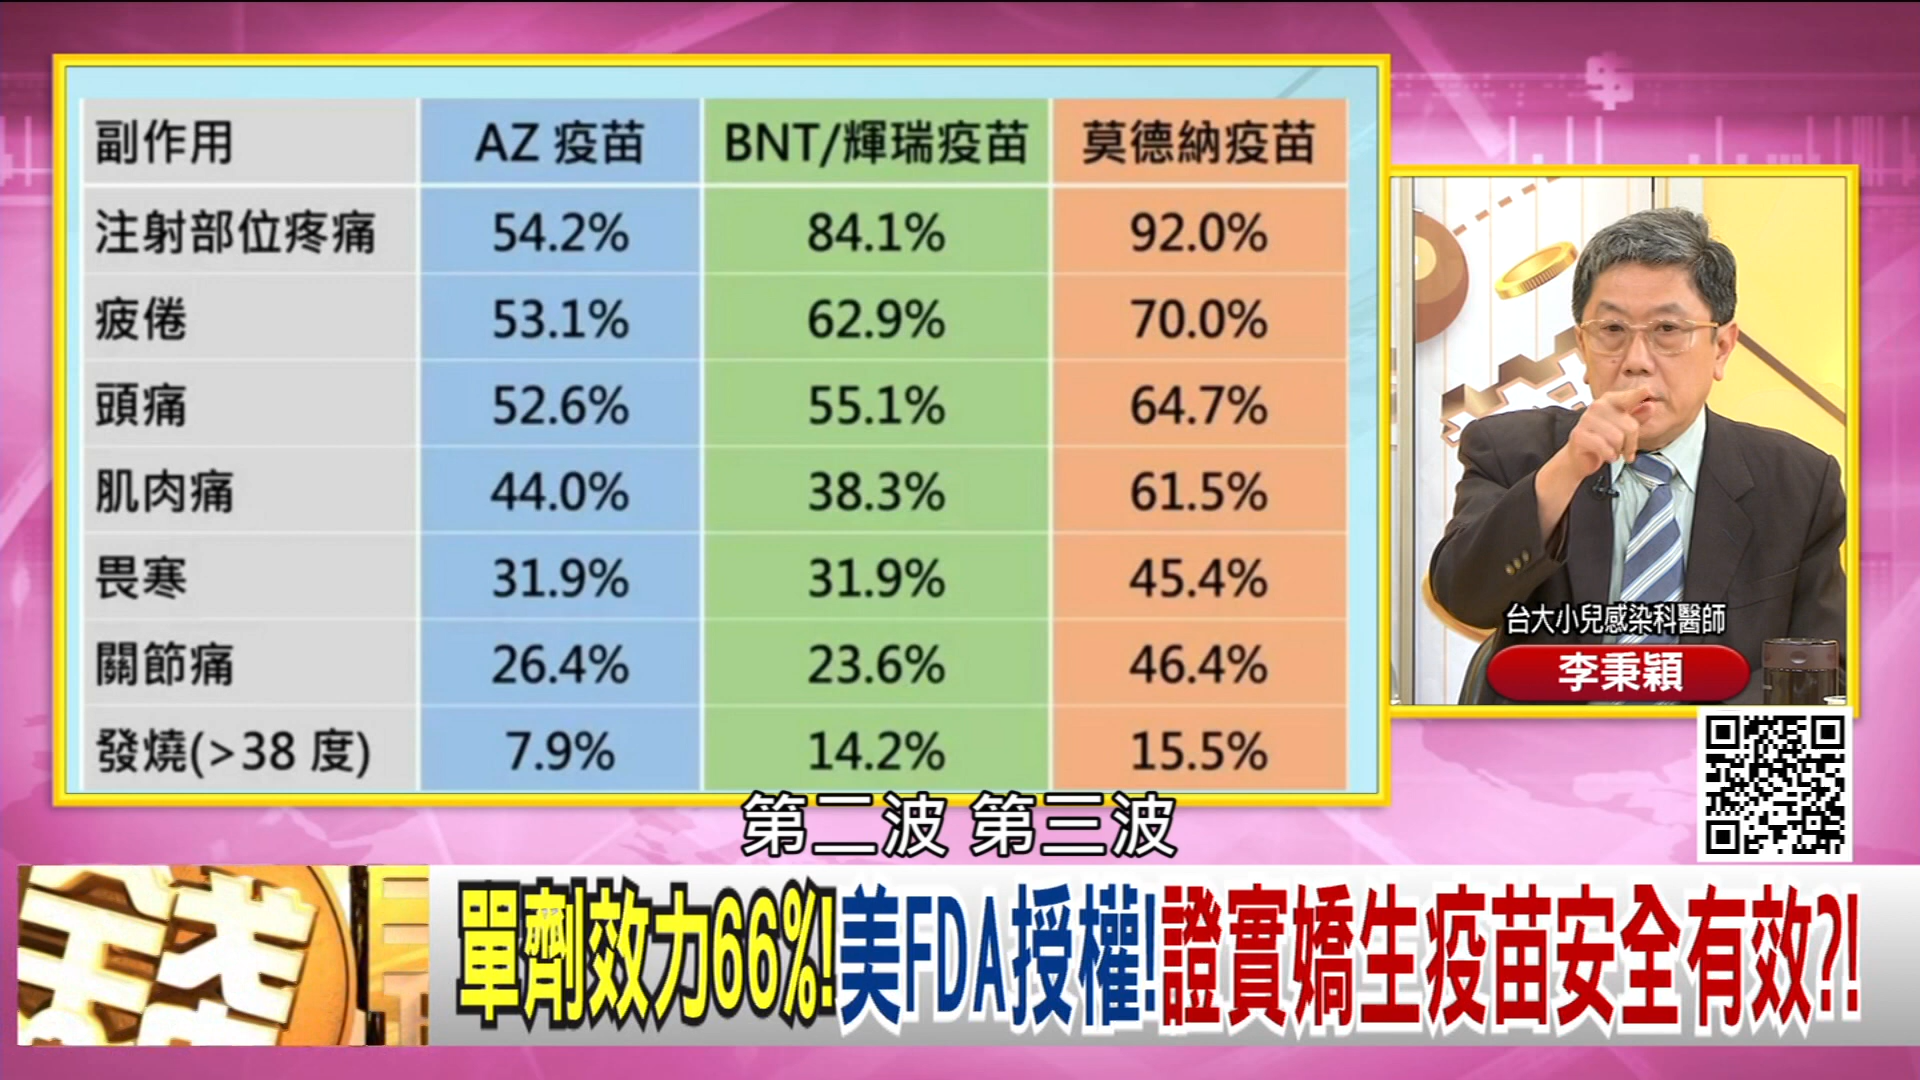 副作用 AZ 疫苗 BNT/輝瑞疫苗 莫德納疫苗
注射部位疼痛 54.2% 84.1% 92.0%
疲倦 53.1% 62.9% 70.0%
頭痛 52.6% 55.1% 64.7%
肌肉痛 44.0% 38.3% 61.5%
畏寒 31.9% 31.9% 45.4%
關節痛 26.4% 23.6% 46.4%
發燒(>38 度) 7.9% 14.2% 15.5%
台大小兒感染科醫師
李秉穎
第二波 第三波
單劑效力66%!美FDA授權!證實嬌生疫苗安全有效?!